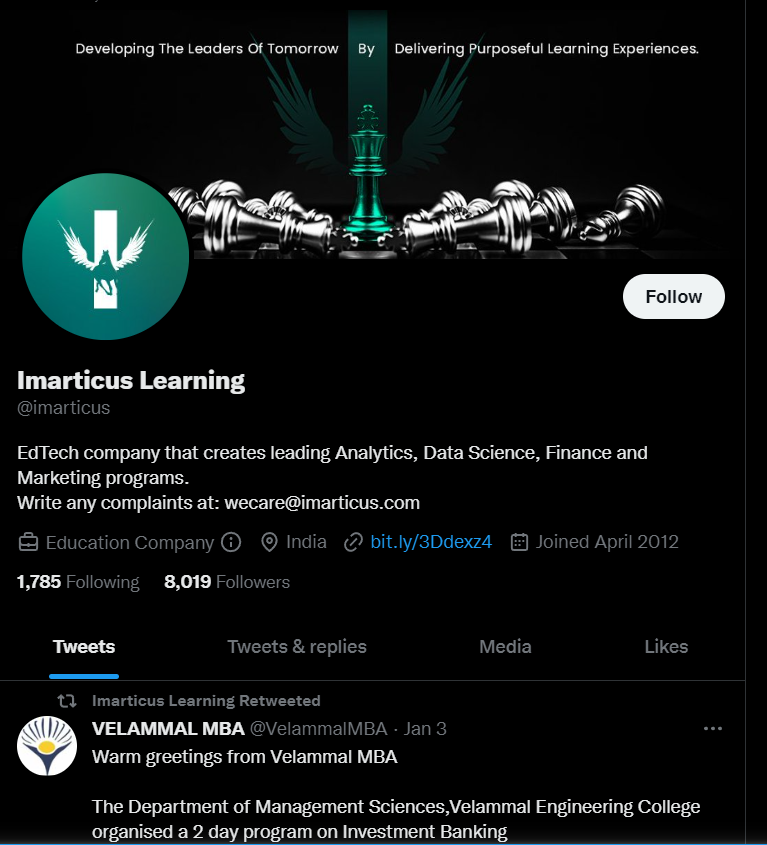 Developing The Leaders Of Tomorrow By Delivering Purposeful Learning Experiences.
Follow
Imarticus Learning
@imarticus
EdTech company that creates leading Analytics, Data Science, Finance and
Marketing programs.
Write any complaints at: wecare@imarticus.com
Education Company India bit.ly/3Ddexz4 Joined April 2012
1,785 Following 8,019 Followers
Tweets Tweets & replies Media Likes
Imarticus Learning Retweeted
VELAMMAL MBA @VelammalMBA · Jan 3
Warm greetings from Velammal MBA
The Department of Management Sciences,Velammal Engineering College
organised a 2 day program on Investment Banking